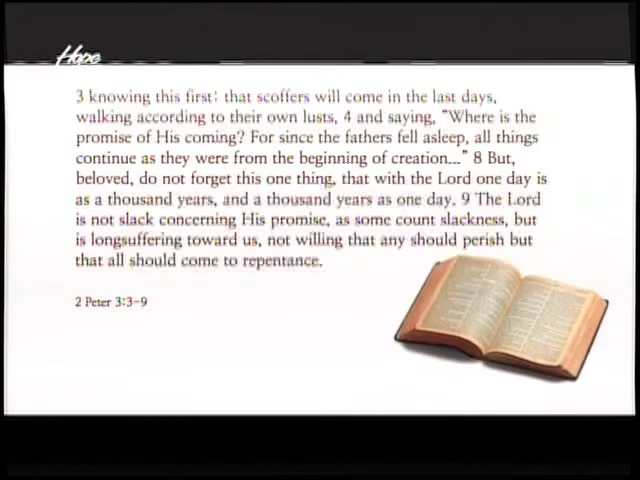 Hope
3 knowing this first: that scoffers will come in the last days,
walking according to their own lusts, 4 and saying, "Where is the
promise of His coming? For since the fathers fell asleep, all things
continue as they were from the beginning of creation..." 8 But,
beloved, do not forget this one thing, that with the Lord one day is
as a thousand years, and a thousand years as one day. 9 The Lord
is not slack concerning His promise, as some count slackness, but
is longsuffering toward us, not willing that any should perish but
that all should come to repentance.
2 Peter 3:3-9